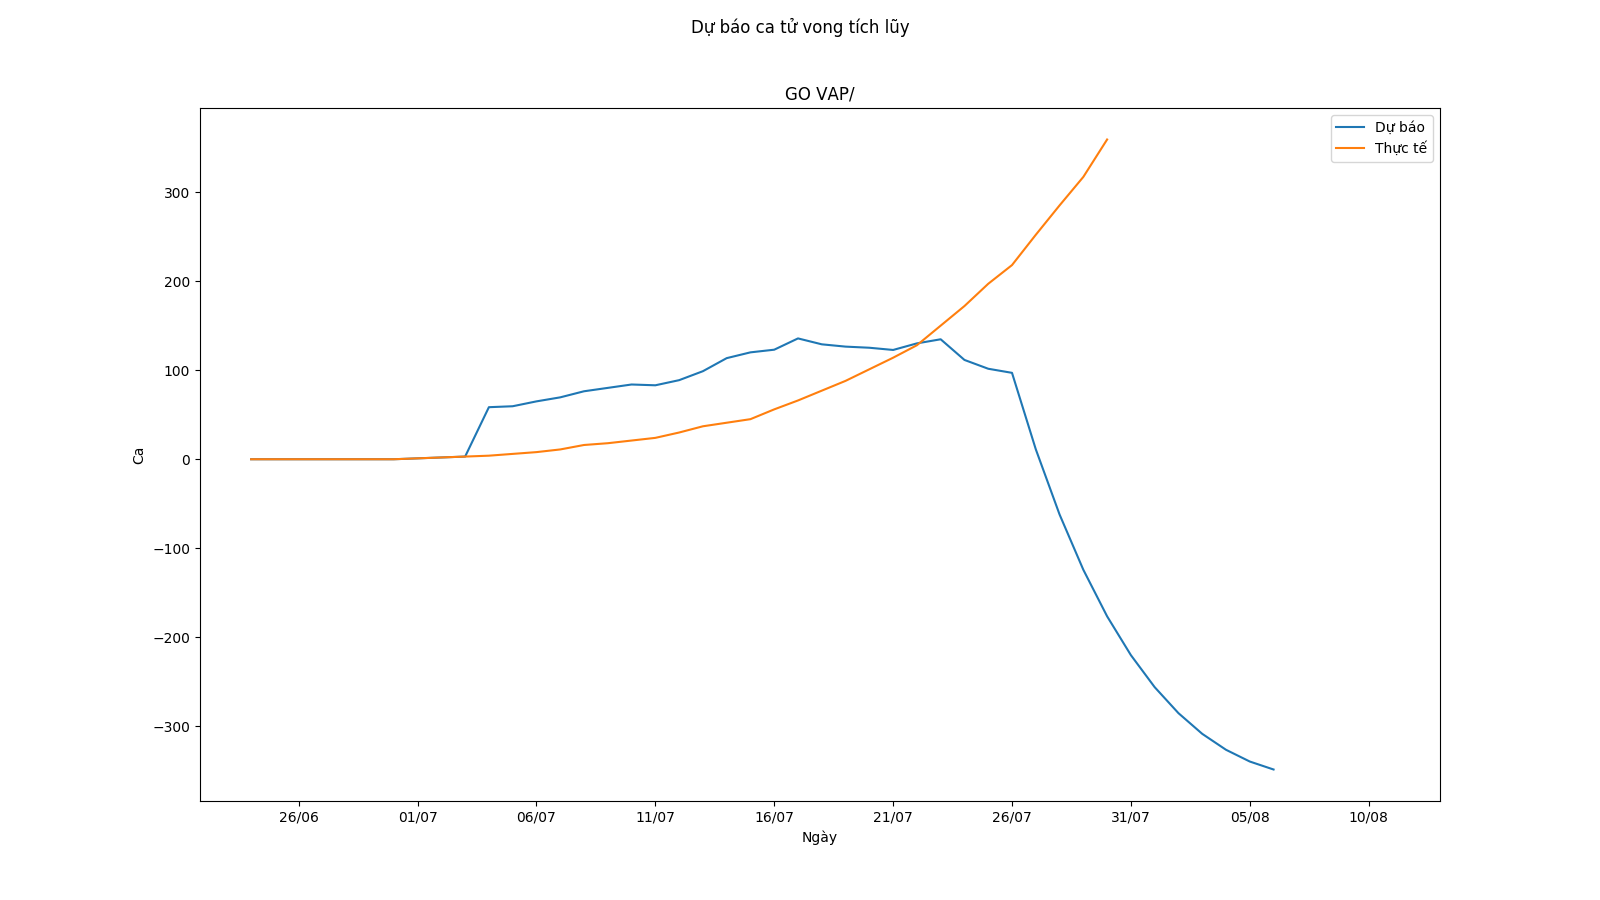 Dự báo ca tử vong tích lũy
GO VAP/
Dự báo
Thực tế
300
200
100
0
−100
−200
−300
Ca
26/06 01/07 06/07 11/07 16/07 21/07 26/07 31/07 05/08 10/08
Ngày